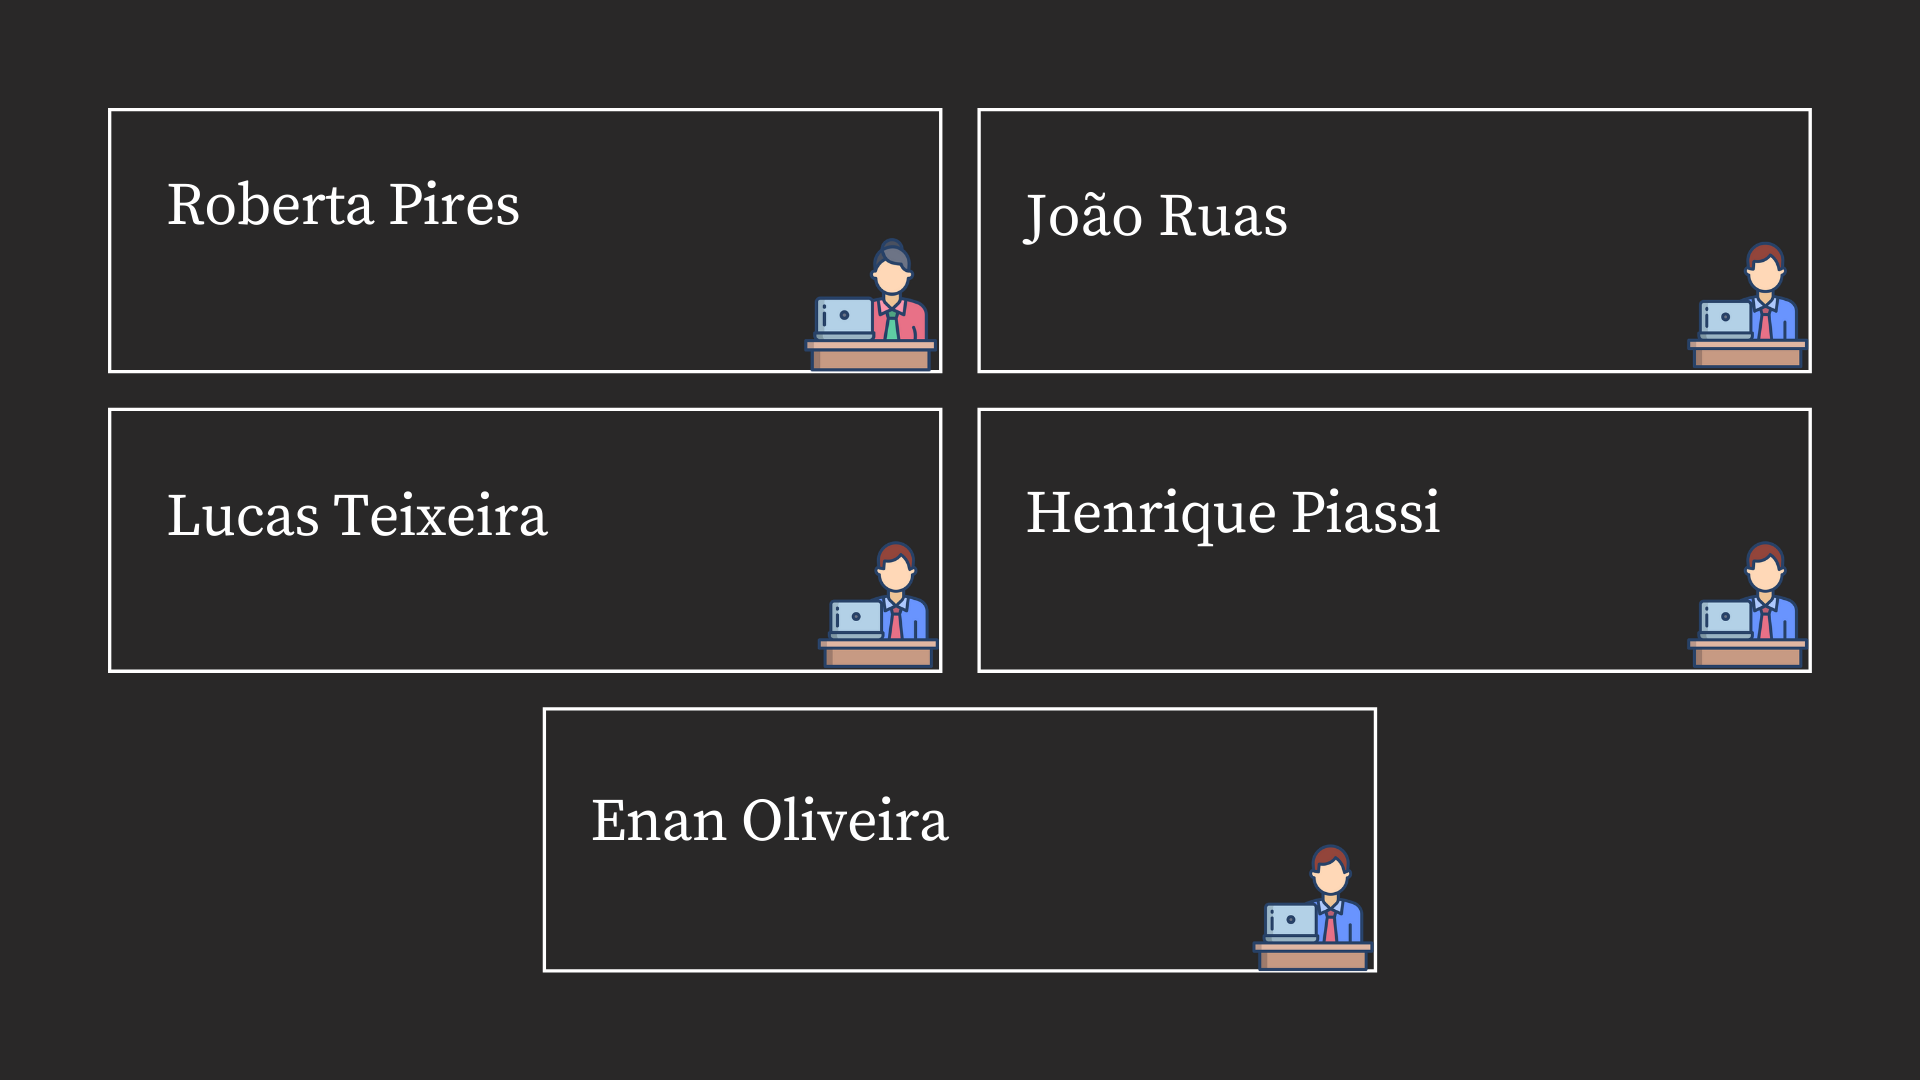 Roberta Pires
João Ruas
Lucas Teixeira
Henrique Piassi
Enan Oliveira